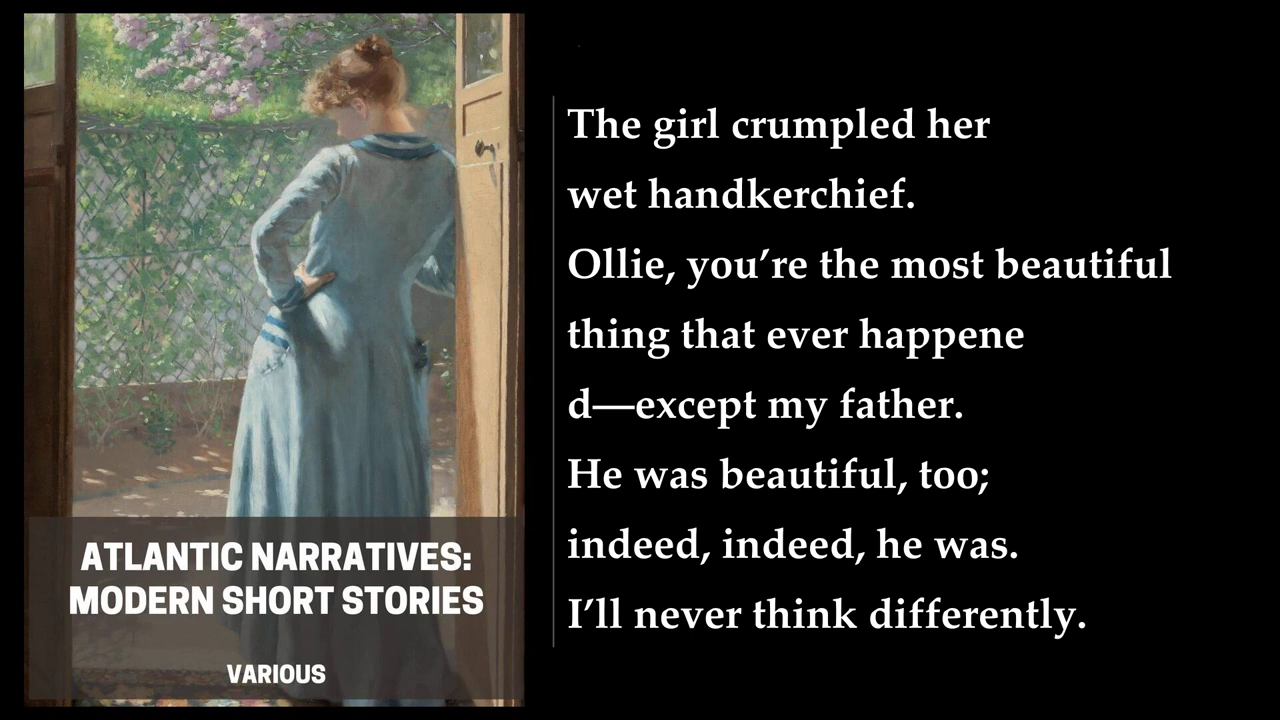 ATLANTIC NARRATIVES:
MODERN SHORT STORIES
VARIOUS
The girl crumpled her
wet handkerchief.
Ollie, you’re the most beautiful
thing that ever happene
d—except my father.
He was beautiful, too;
indeed, indeed, he was.
I’ll never think differently.